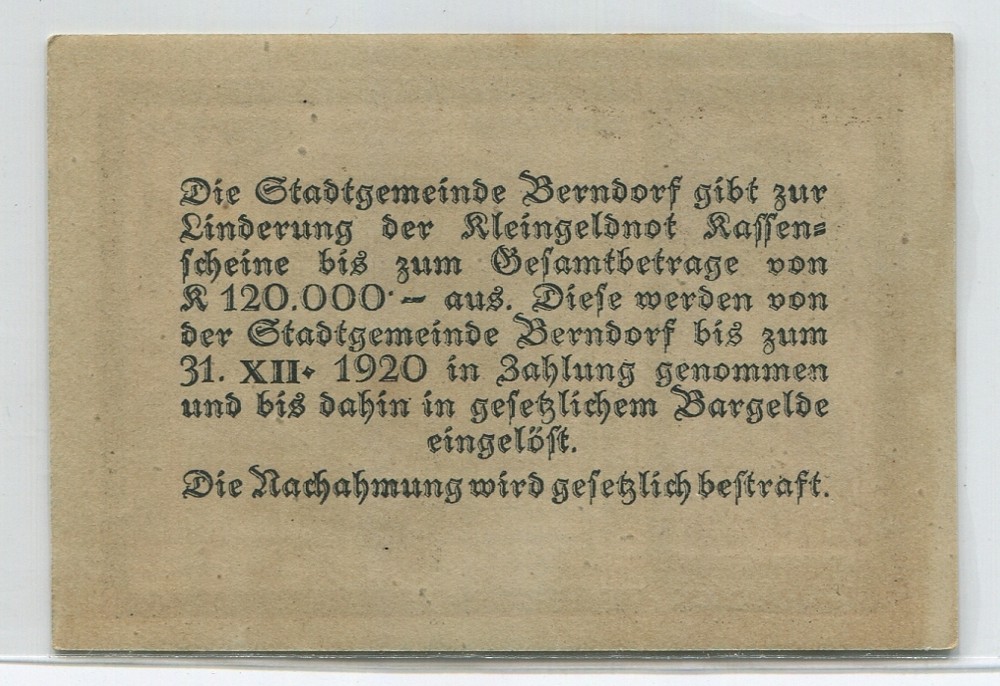 Die Stadtgemeinde Berndorf gibt zur
Linderung der Kleingeldnot Kassen=
scheine bis zum Gesamtbetrage von
K 120.000·– aus. Diese werden von
der Stadtgemeinde Berndorf bis zum
31. XII. 1920 in Zahlung genommen
und bis dahin in gesetzlichem Bargelde
eingelöst.
Die Nachahmung wird gesetzlich bestraft.